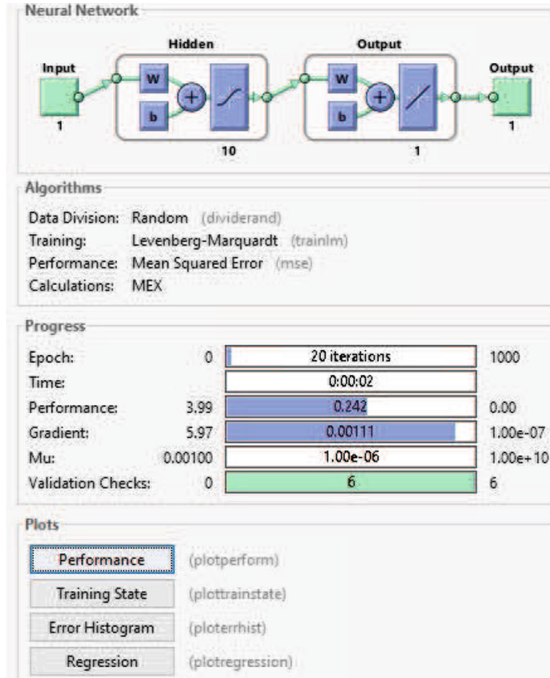 Neural Network
Hidden Output
Input Output
W W
b b
1 1
10 1
Algorithms
Data Division: Random (dividerand)
Training: Levenberg-Marquardt (trainlm)
Performance: Mean Squared Error (mse)
Calculations: MEX
Progress
Epoch: 0 20 iterations 1000
Time: 0:00:02
Performance: 3.99 0.242 0.00
Gradient: 5.97 0.00111 1.00e-07
Mu: 0.00100 1.00e-06 1.00e+10
Validation Checks: 0 6 6
Plots
Performance (plotperform)
Training State (plottrainstate)
Error Histogram (ploterrhist)
Regression (plotregression)